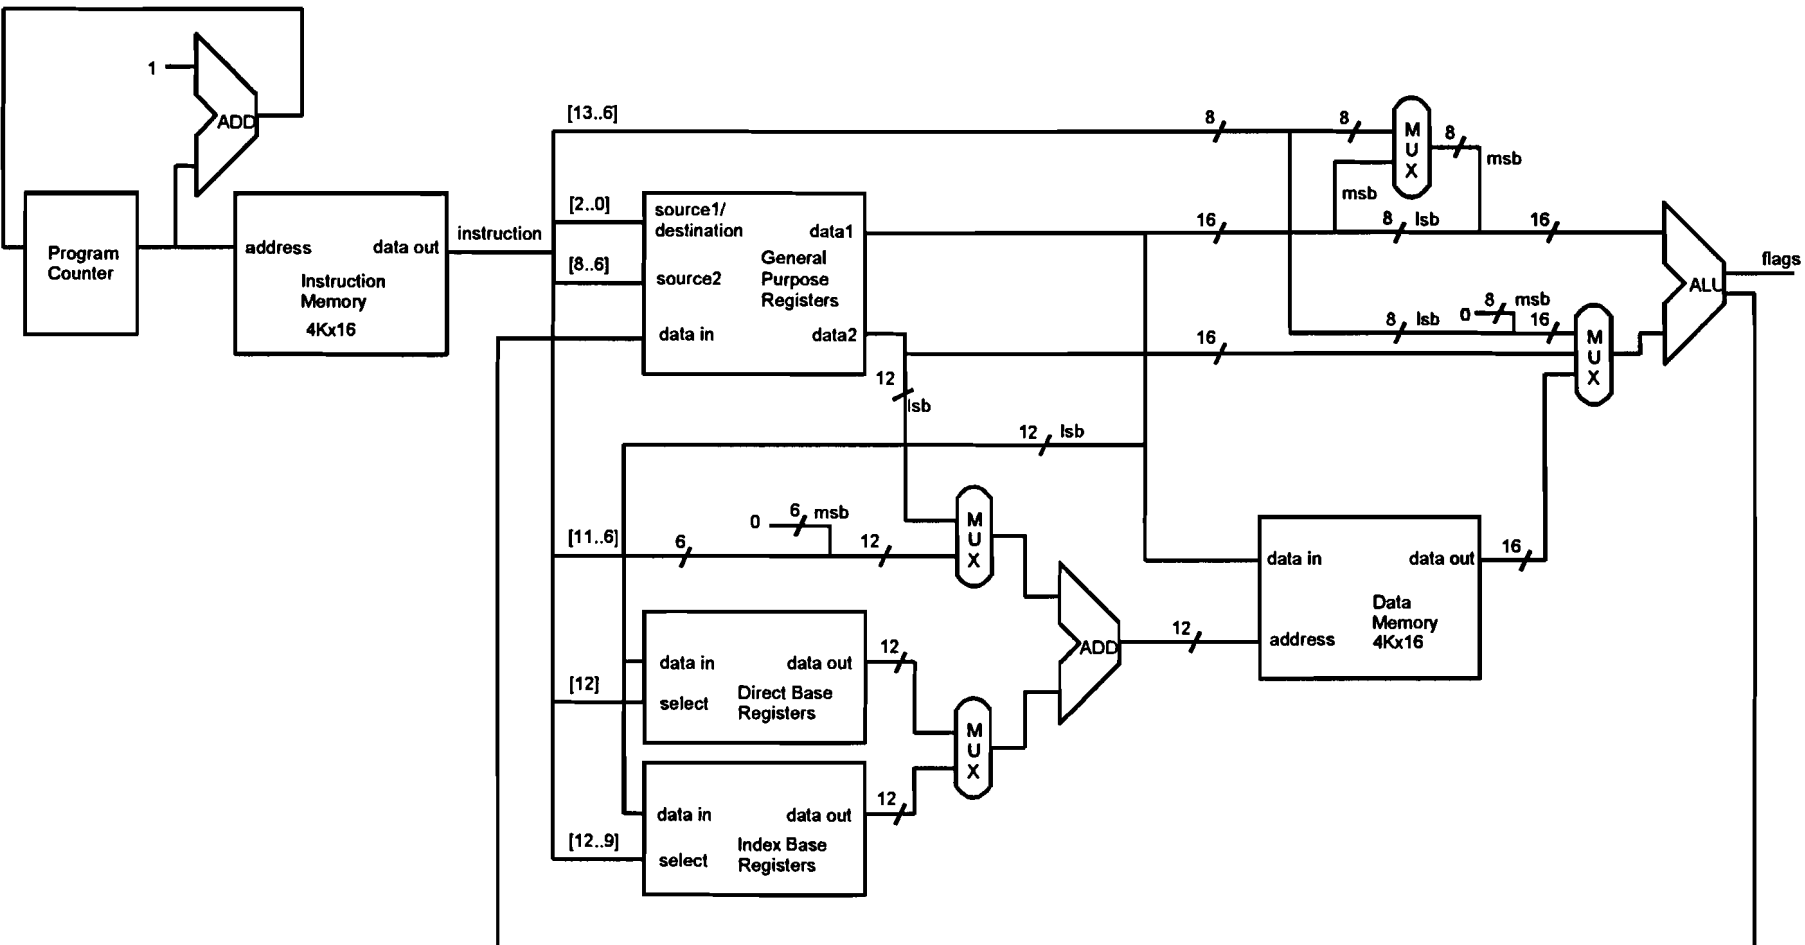 1
ADD
Program
Counter
address
data out
Instruction
Memory
4Kx16
instruction
[13..6]
[2..0]
[8..6]
source1/
destination
source2
data in
data1
General
Purpose
Registers
data2
8
8
M
U
X
8
msb
msb
16
8
lsb
16
8
lsb
0
8
msb
16
16
M
U
X
ALU
flags
12
lsb
12
lsb
[11..6]
6
0
6
msb
12
M
U
X
[12]
data in
select
data out
Direct Base
Registers
12
[12..9]
data in
select
data out
Index Base
Registers
12
M
U
X
ADD
12
data in
address
data out
Data
Memory
4Kx16
16